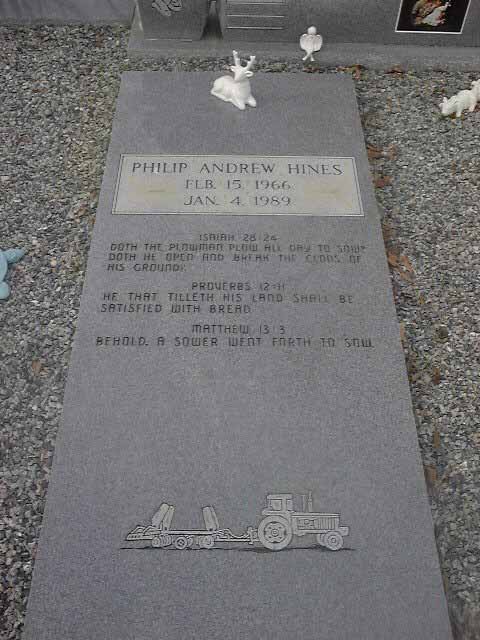 PHILIP ANDREW HINES
FEB. 15, 1966
JAN. 4, 1989
ISAIAH 28:24
DOTH THE PLOWMAN PLOW ALL DAY TO SOW?
DOTH HE OPEN AND BREAK THE CLODS OF
HIS GROUND?
PROVERBS 12:11
HE THAT TILLETH HIS LAND SHALL BE
SATISFIED WITH BREAD.
MATTHEW 13:3
BEHOLD, A SOWER WENT FORTH TO SOW.